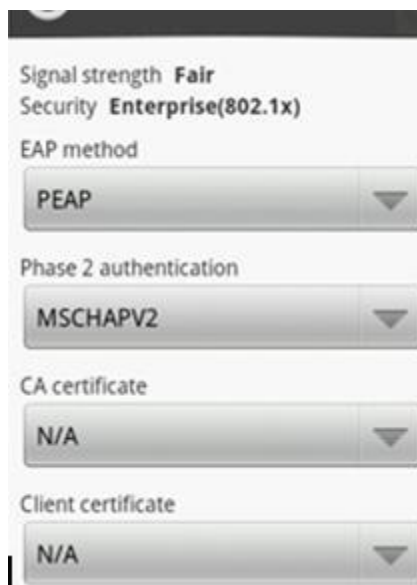 Signal strength Fair
Security Enterprise(802.1x)
EAP method
PEAP
Phase 2 authentication
MSCHAPV2
CA certificate
N/A
Client certificate
N/A